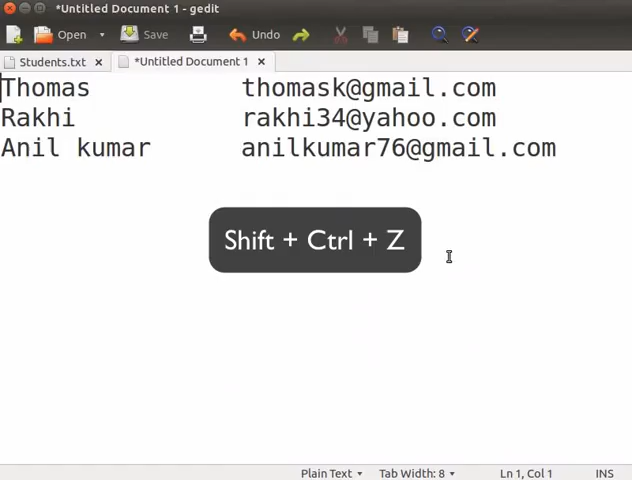 *Untitled Document 1 - gedit
Open Save Undo
Students.txt *Untitled Document 1
Thomas thomask@gmail.com
Rakhi rakhi34@yahoo.com
Anil kumar anilkumar76@gmail.com
Shift + Ctrl + Z
Plain Text Tab Width: 8 Ln 1, Col 1 INS